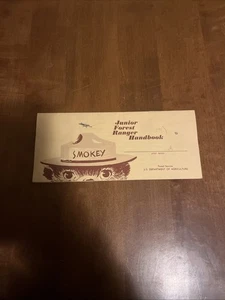 Junior
Forest
Ranger
Handbook
SMOKEY
U.S. DEPARTMENT OF AGRICULTURE